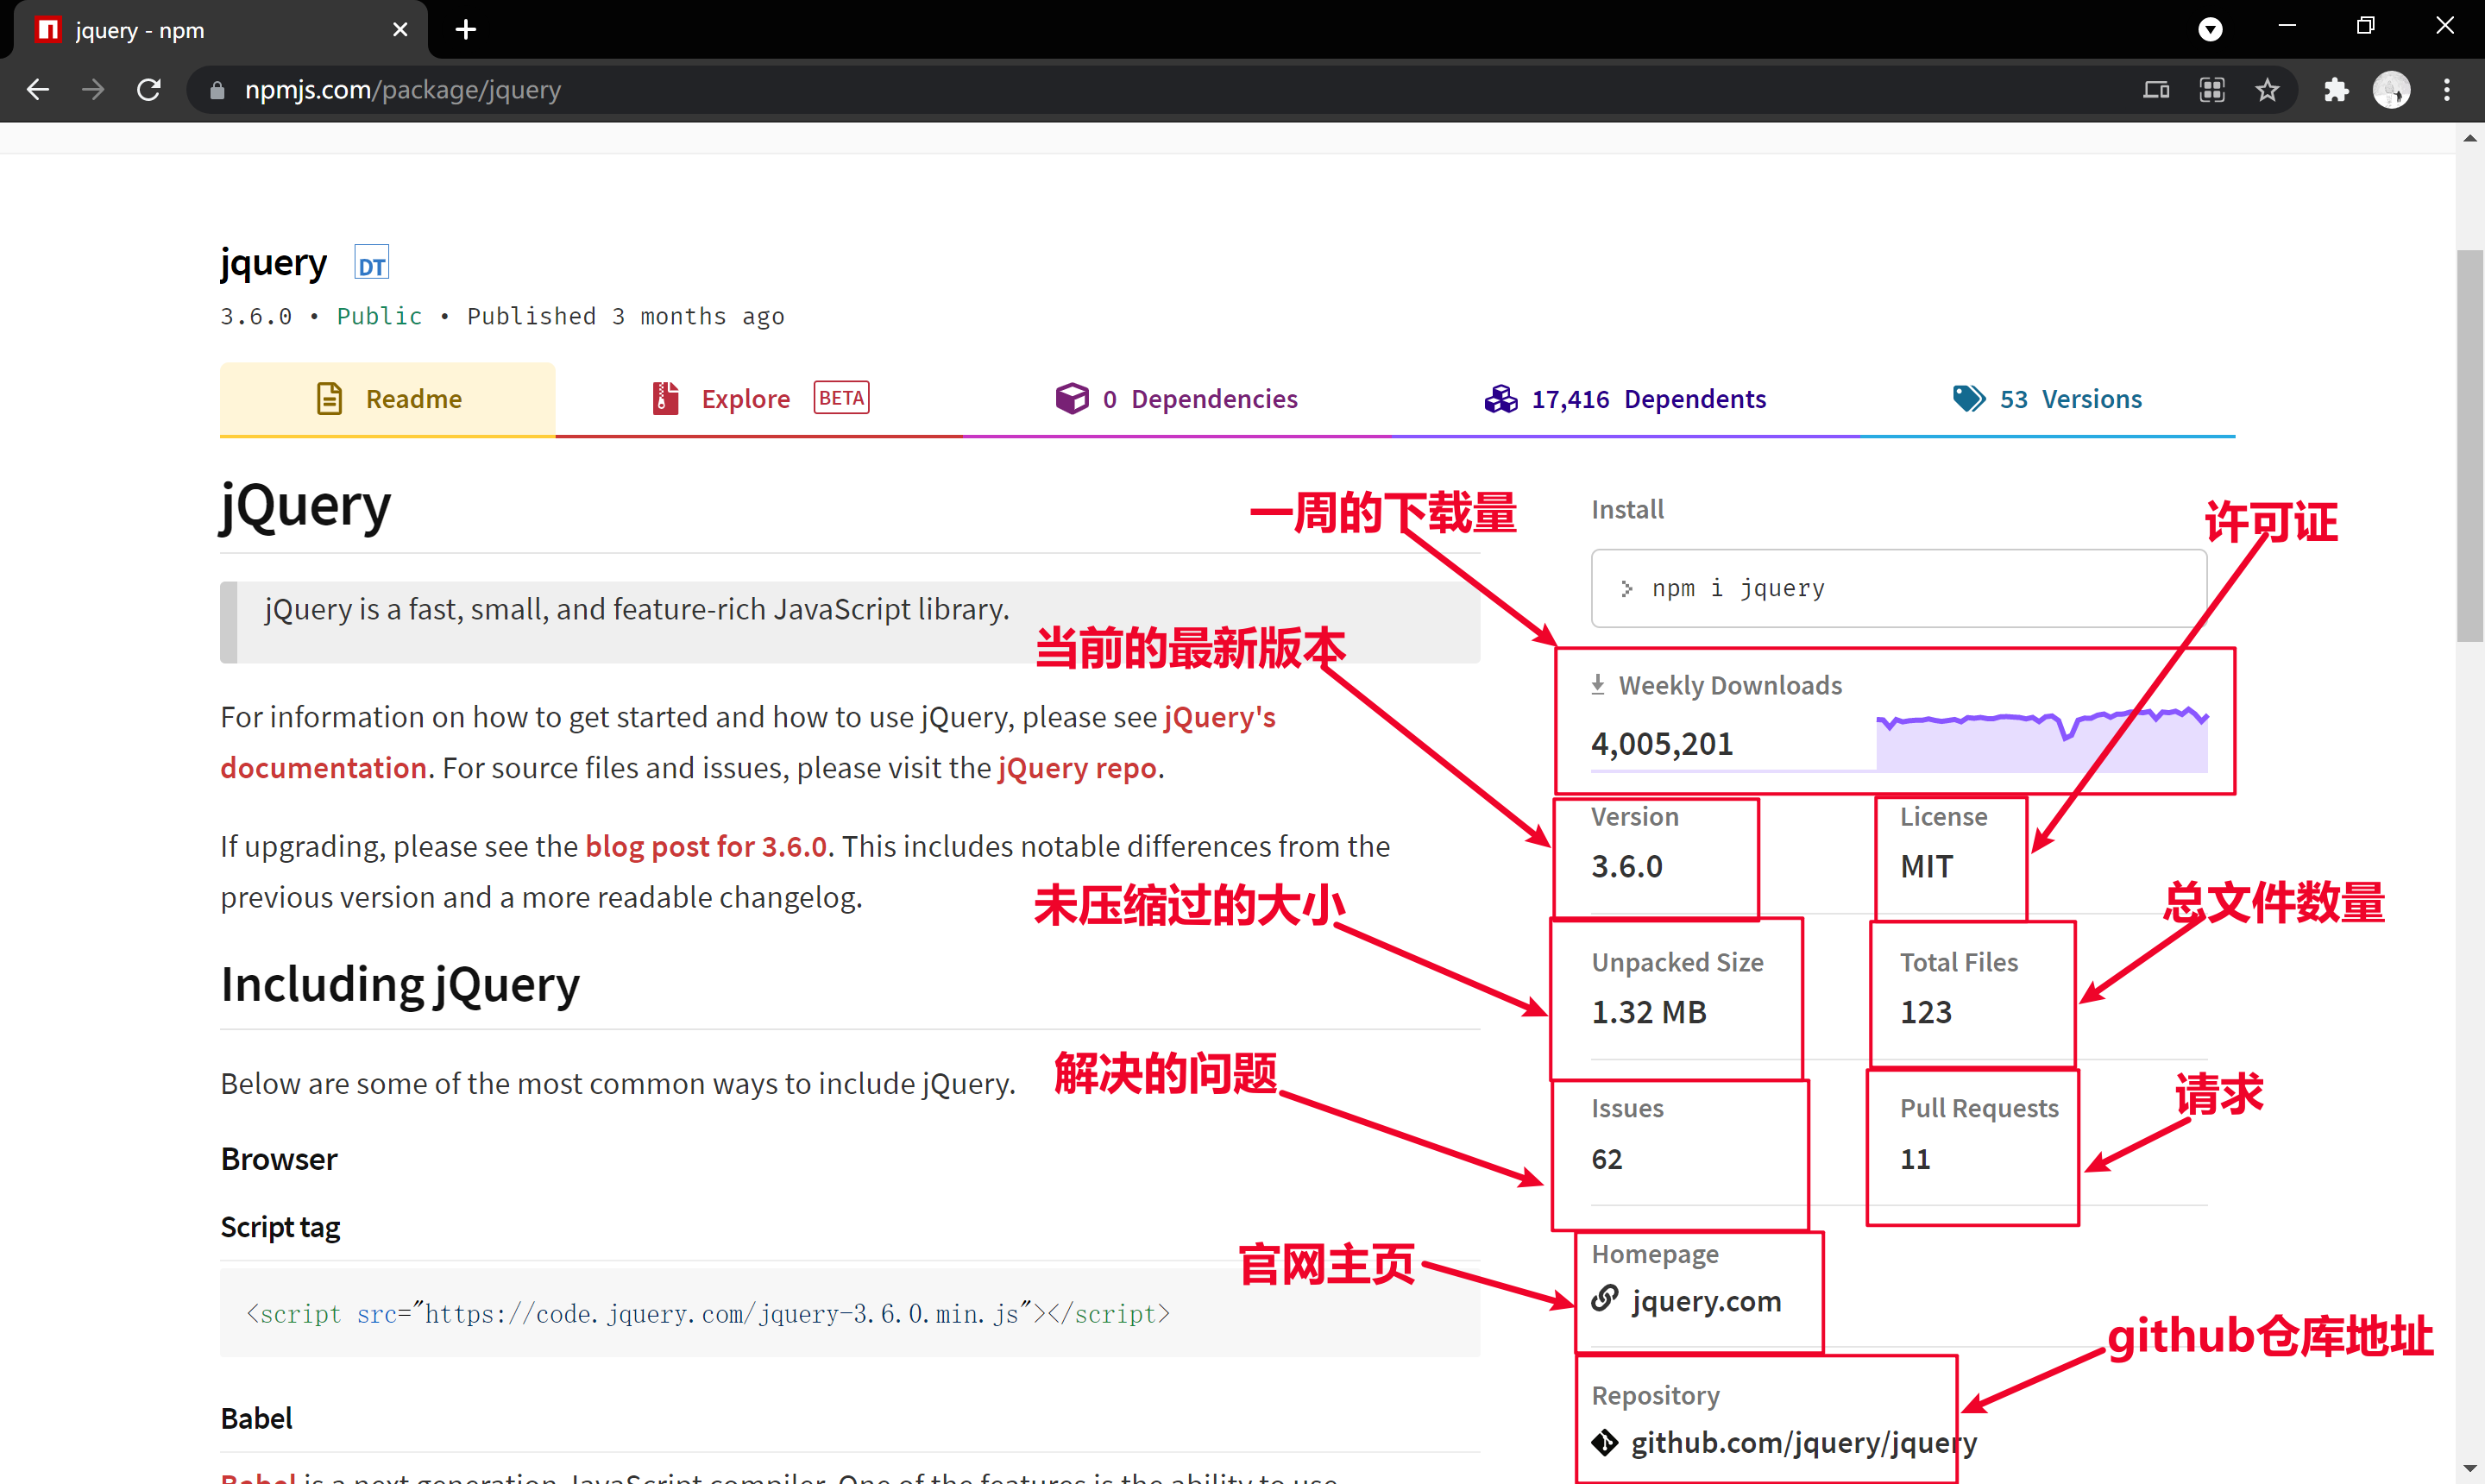 jquery - npm
npmjs.com/package/jquery
jquery DT
3.6.0 • Public • Published 3 months ago
Readme
Explore BETA
0 Dependencies
17,416 Dependents
53 Versions
jQuery
jQuery is a fast, small, and feature-rich JavaScript library.
For information on how to get started and how to use jQuery, please see jQuery's
documentation. For source files and issues, please visit the jQuery repo.
If upgrading, please see the blog post for 3.6.0. This includes notable differences from the
previous version and a more readable changelog.
Including jQuery
Below are some of the most common ways to include jQuery.
Browser
Script tag
<script src="https://code.jquery.com/jquery-3.6.0.min.js"></script>
Babel
Babel is a next generation JavaScript compiler. One of the features is the ability to use
一周的下载量
当前的最新版本
未压缩过的大小
解决的问题
官网主页
Install
> npm i jquery
许可证
Weekly Downloads
4,005,201
Version
3.6.0
License
MIT
总文件数量
Unpacked Size
1.32 MB
Total Files
123
请求
Issues
62
Pull Requests
11
Homepage
jquery.com
github仓库地址
Repository
github.com/jquery/jquery